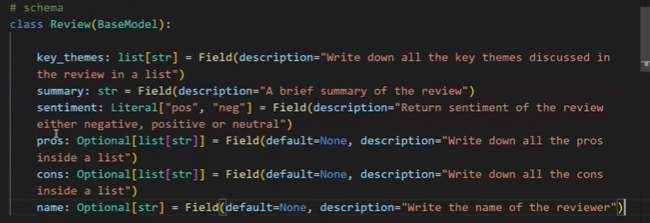 # schema
class Review(BaseModel):
key_themes: list[str] = Field(description="Write down all the key themes discussed in
the review in a list")
summary: str = Field(description="A brief summary of the review")
sentiment: Literal["pos", "neg"] = Field(description="Return sentiment of the review
either negative, positive or neutral")
pros: Optional[list[str]] = Field(default=None, description="Write down all the pros
inside a list")
cons: Optional[list[str]] = Field(default=None, description="Write down all the cons
inside a list")
name: Optional[str] = Field(default=None, description="Write the name of the reviewer")